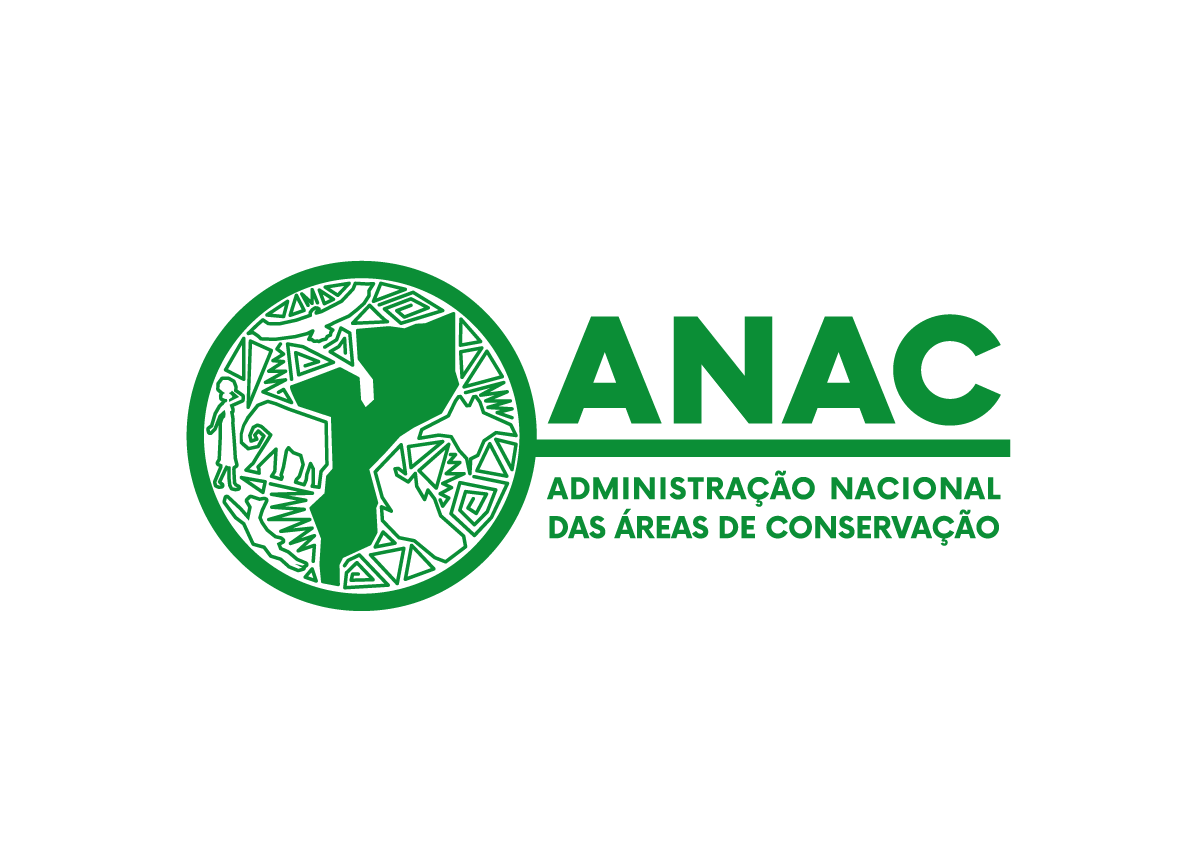 ANAC
ADMINISTRAÇÃO NACIONAL
DAS ÁREAS DE CONSERVAÇÃO